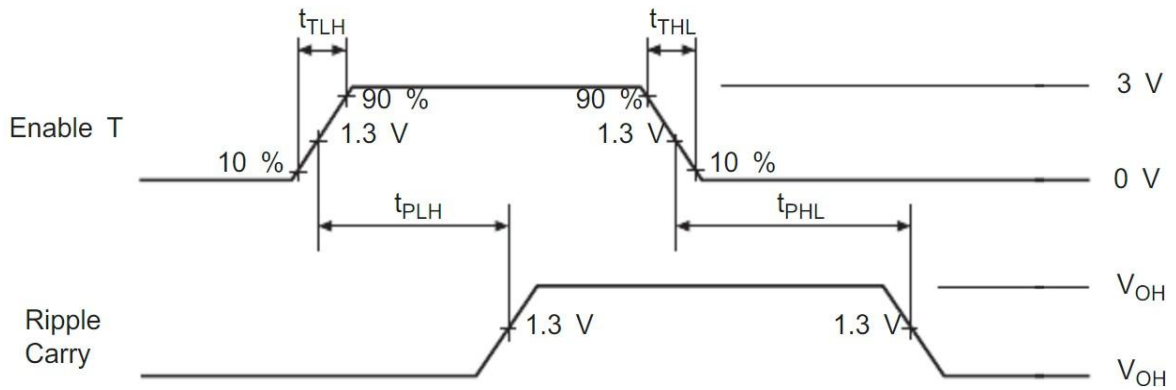 tTLH
tTHL
90 %
90 %
3 V
Enable T
1.3 V
1.3 V
10 %
10 %
0 V
tPLH
tPHL
VOH
Ripple
Carry
1.3 V
1.3 V
VOH